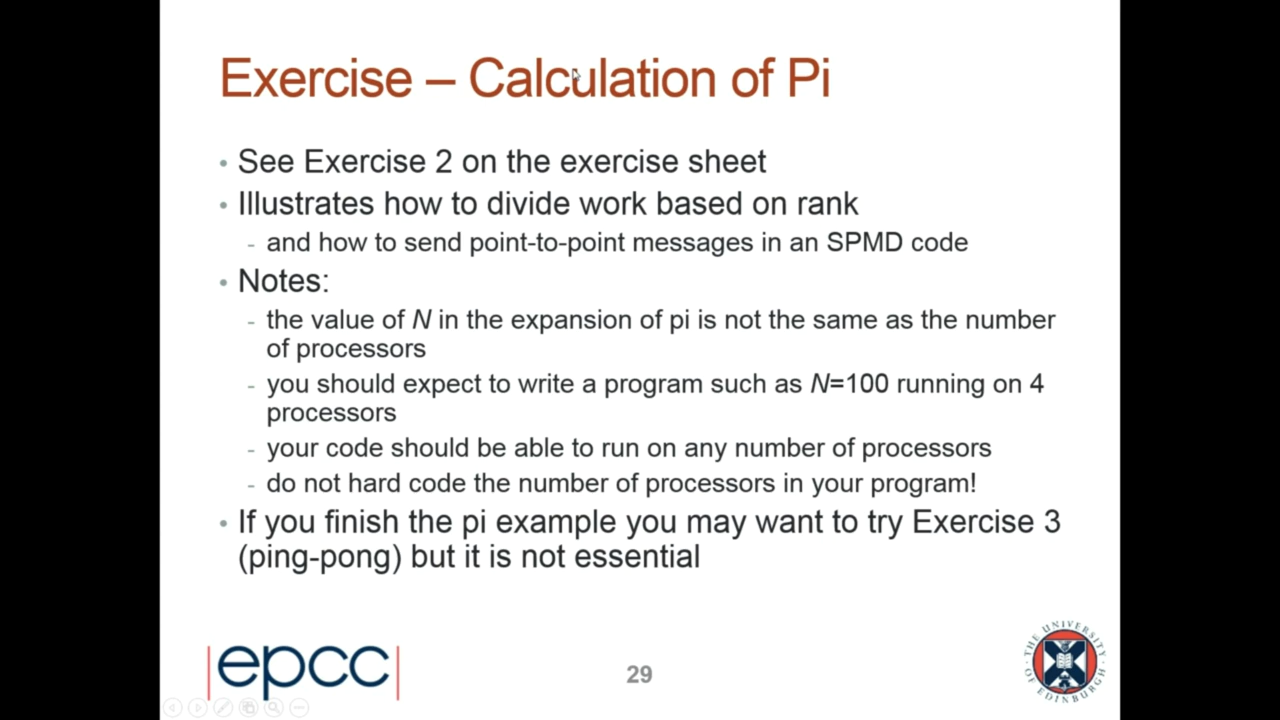 Exercise – Calculation of Pi
• See Exercise 2 on the exercise sheet
• Illustrates how to divide work based on rank
- and how to send point-to-point messages in an SPMD code
• Notes:
- the value of N in the expansion of pi is not the same as the number
of processors
- you should expect to write a program such as N=100 running on 4
processors
- your code should be able to run on any number of processors
- do not hard code the number of processors in your program!
• If you finish the pi example you may want to try Exercise 3
(ping-pong) but it is not essential
|epcc|
29
THE UNIVERSITY
OF EDINBURGH